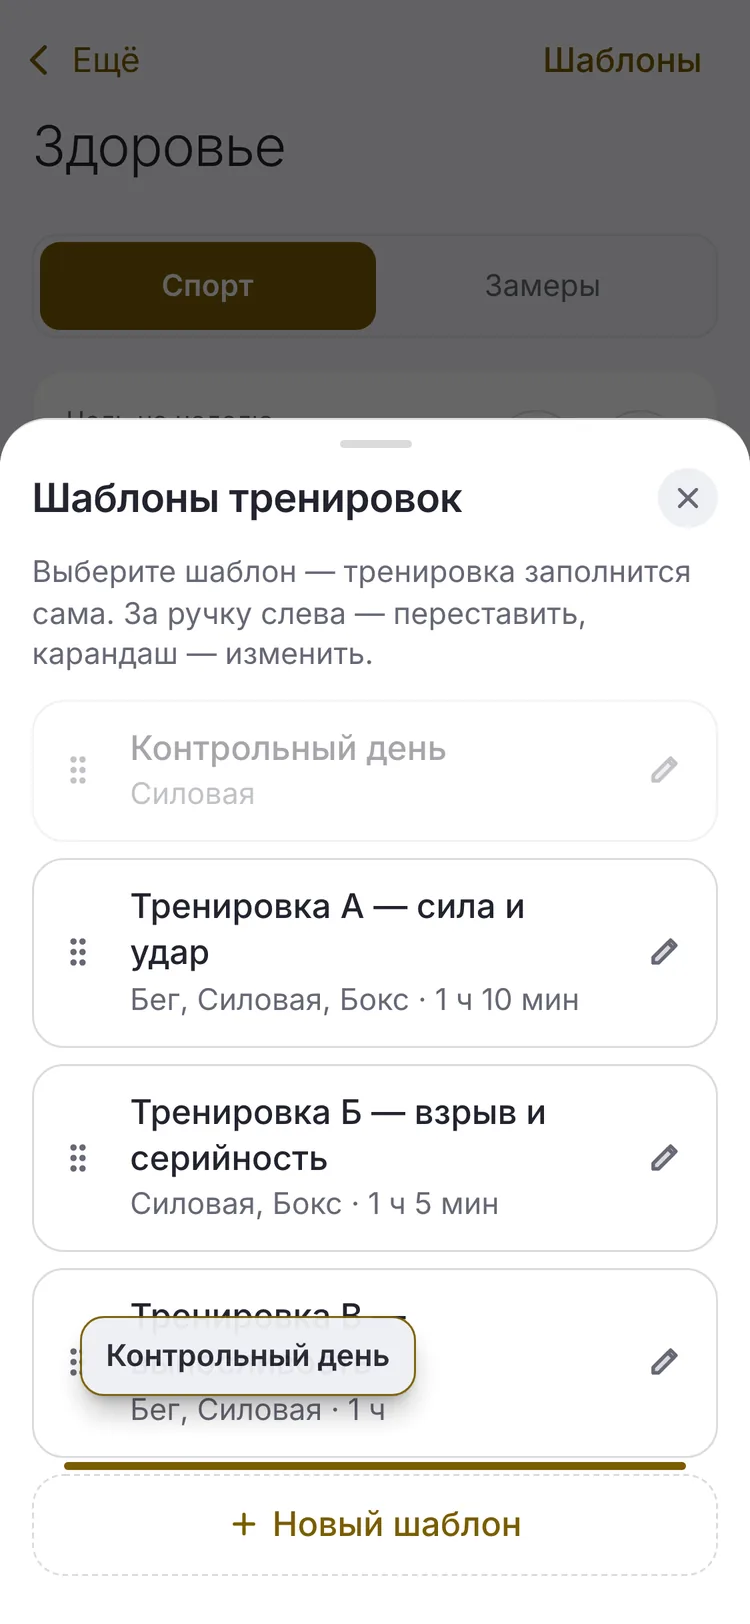 Ещё
Шаблоны
Здоровье
Спорт
Замеры
Шаблоны тренировок
Выберите шаблон — тренировка заполнится
сама. За ручку слева — переставить,
карандаш — изменить.
Контрольный день
Силовая
Тренировка А — сила и
удар
Бег, Силовая, Бокс · 1 ч 10 мин
Тренировка Б — взрыв и
серийность
Силовая, Бокс · 1 ч 5 мин
Тренировка В —
Контрольный день
Бег, Силовая · 1 ч
+ Новый шаблон